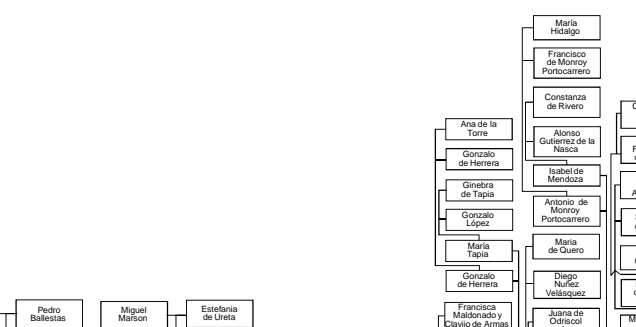 María
Hidalgo
Francisco
de Monroy
Portocarrero
Constanza
de Rivero
Ana de la
Torre
Alonso
Gutierrez de la
Nasca
Gonzalo
de Herrera
Isabel de
Mendoza
Ginebra
de Tapia
Antonio de
Monroy
Portocarrero
Gonzalo
López
María
Tapia
Maria
de Quero
Gonzalo
de Herrera
Diego
Nuñez
Velásquez
Pedro
Ballestas
Miguel
Marson
Estefania
de Ureta
Francisca
Maldonado y
Clavijo de Armas
Juana de
Odriscol